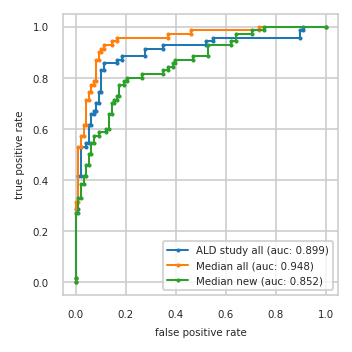 1.0
0.8
0.6
0.4
0.2
0.0
true positive rate
ALD study all (auc: 0.899)
Median all (auc: 0.948)
Median new (auc: 0.852)
0.0 0.2 0.4 0.6 0.8 1.0
false positive rate